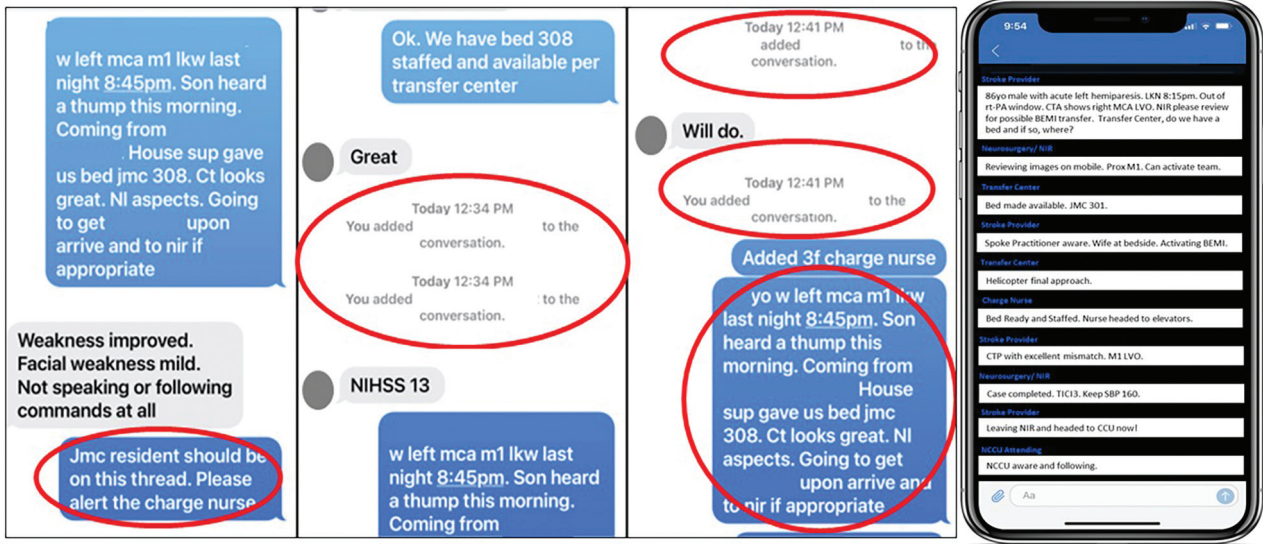 w left mca m1 lkw last
night 8:45pm. Son heard
a thump this morning.
Coming from
. House sup gave
us bed jmc 308. Ct looks
great. Nl aspects. Going
to get upon
arrive and to nir if
appropriate
Weakness improved.
Facial weakness mild.
Not speaking or following
commands at all
Jmc resident should be
on this thread. Please
alert the charge nurse
Ok. We have bed 308
staffed and available per
transfer center
Great
Today 12:34 PM
You added to the
conversation.
Today 12:34 PM
You added to the
conversation.
NIHSS 13
w left mca m1 lkw last
night 8:45pm. Son heard
a thump this morning.
Coming from
Today 12:41 PM
added to the
conversation.
Will do.
Today 12:41 PM
You added to the
conversation.
Added 3f charge nurse
yo w left mca m1 lkw
last night 8:45pm. Son
heard a thump this
morning. Coming from
House
sup gave us bed jmc
308. Ct looks great. Nl
aspects. Going to get
upon arrive and
to nir if appropriate
9:54
Stroke Provider
86yo male with acute left hemiparesis. LKN 8:15pm. Out of
rt-PA window. CTA shows right MCA LVO. NIR please review
for possible BEMI transfer. Transfer Center, do we have a
bed and if so, where?
Neurosurgery/ NIR
Reviewing images on mobile. Prox M1. Can activate team.
Transfer Center
Bed made available. JMC 301.
Stroke Provider
Spoke Practitioner aware. Wife at bedside. Activating BEMI.
Transfer Center
Helicopter final approach.
Charge Nurse
Bed Ready and Staffed. Nurse headed to elevators.
Stroke Provider
CTP with excellent mismatch. M1 LVO.
Neurosurgery/ NIR
Case completed. TICI3. Keep SBP 160.
Stroke Provider
Leaving NIR and headed to CCU now!
NCCU Attending
NCCU aware and following.
Aa